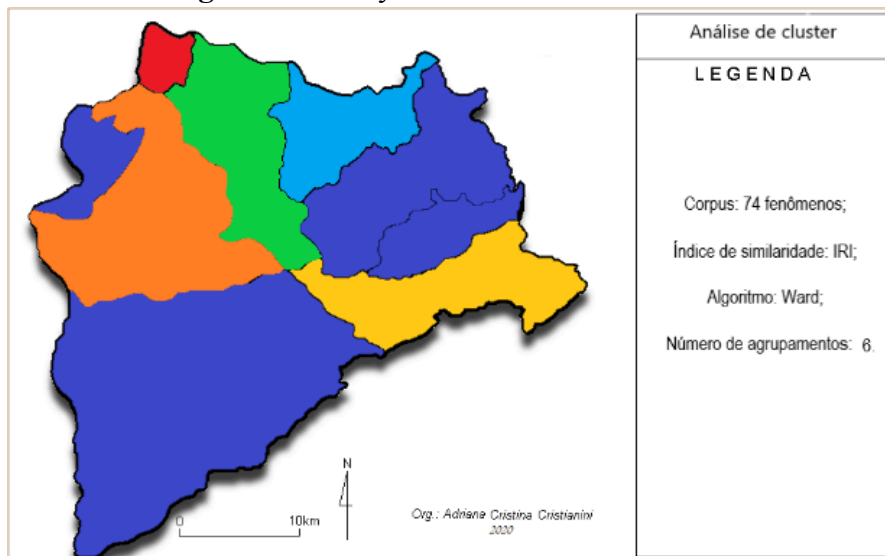 Análise de cluster
LEGENDA
Corpus: 74 fenômenos;
Índice de similaridade: IRI;
Algoritmo: Ward;
Número de agrupamentos: 6.
N
0 10km
Org.: Adriana Cristina Cristianini
2020